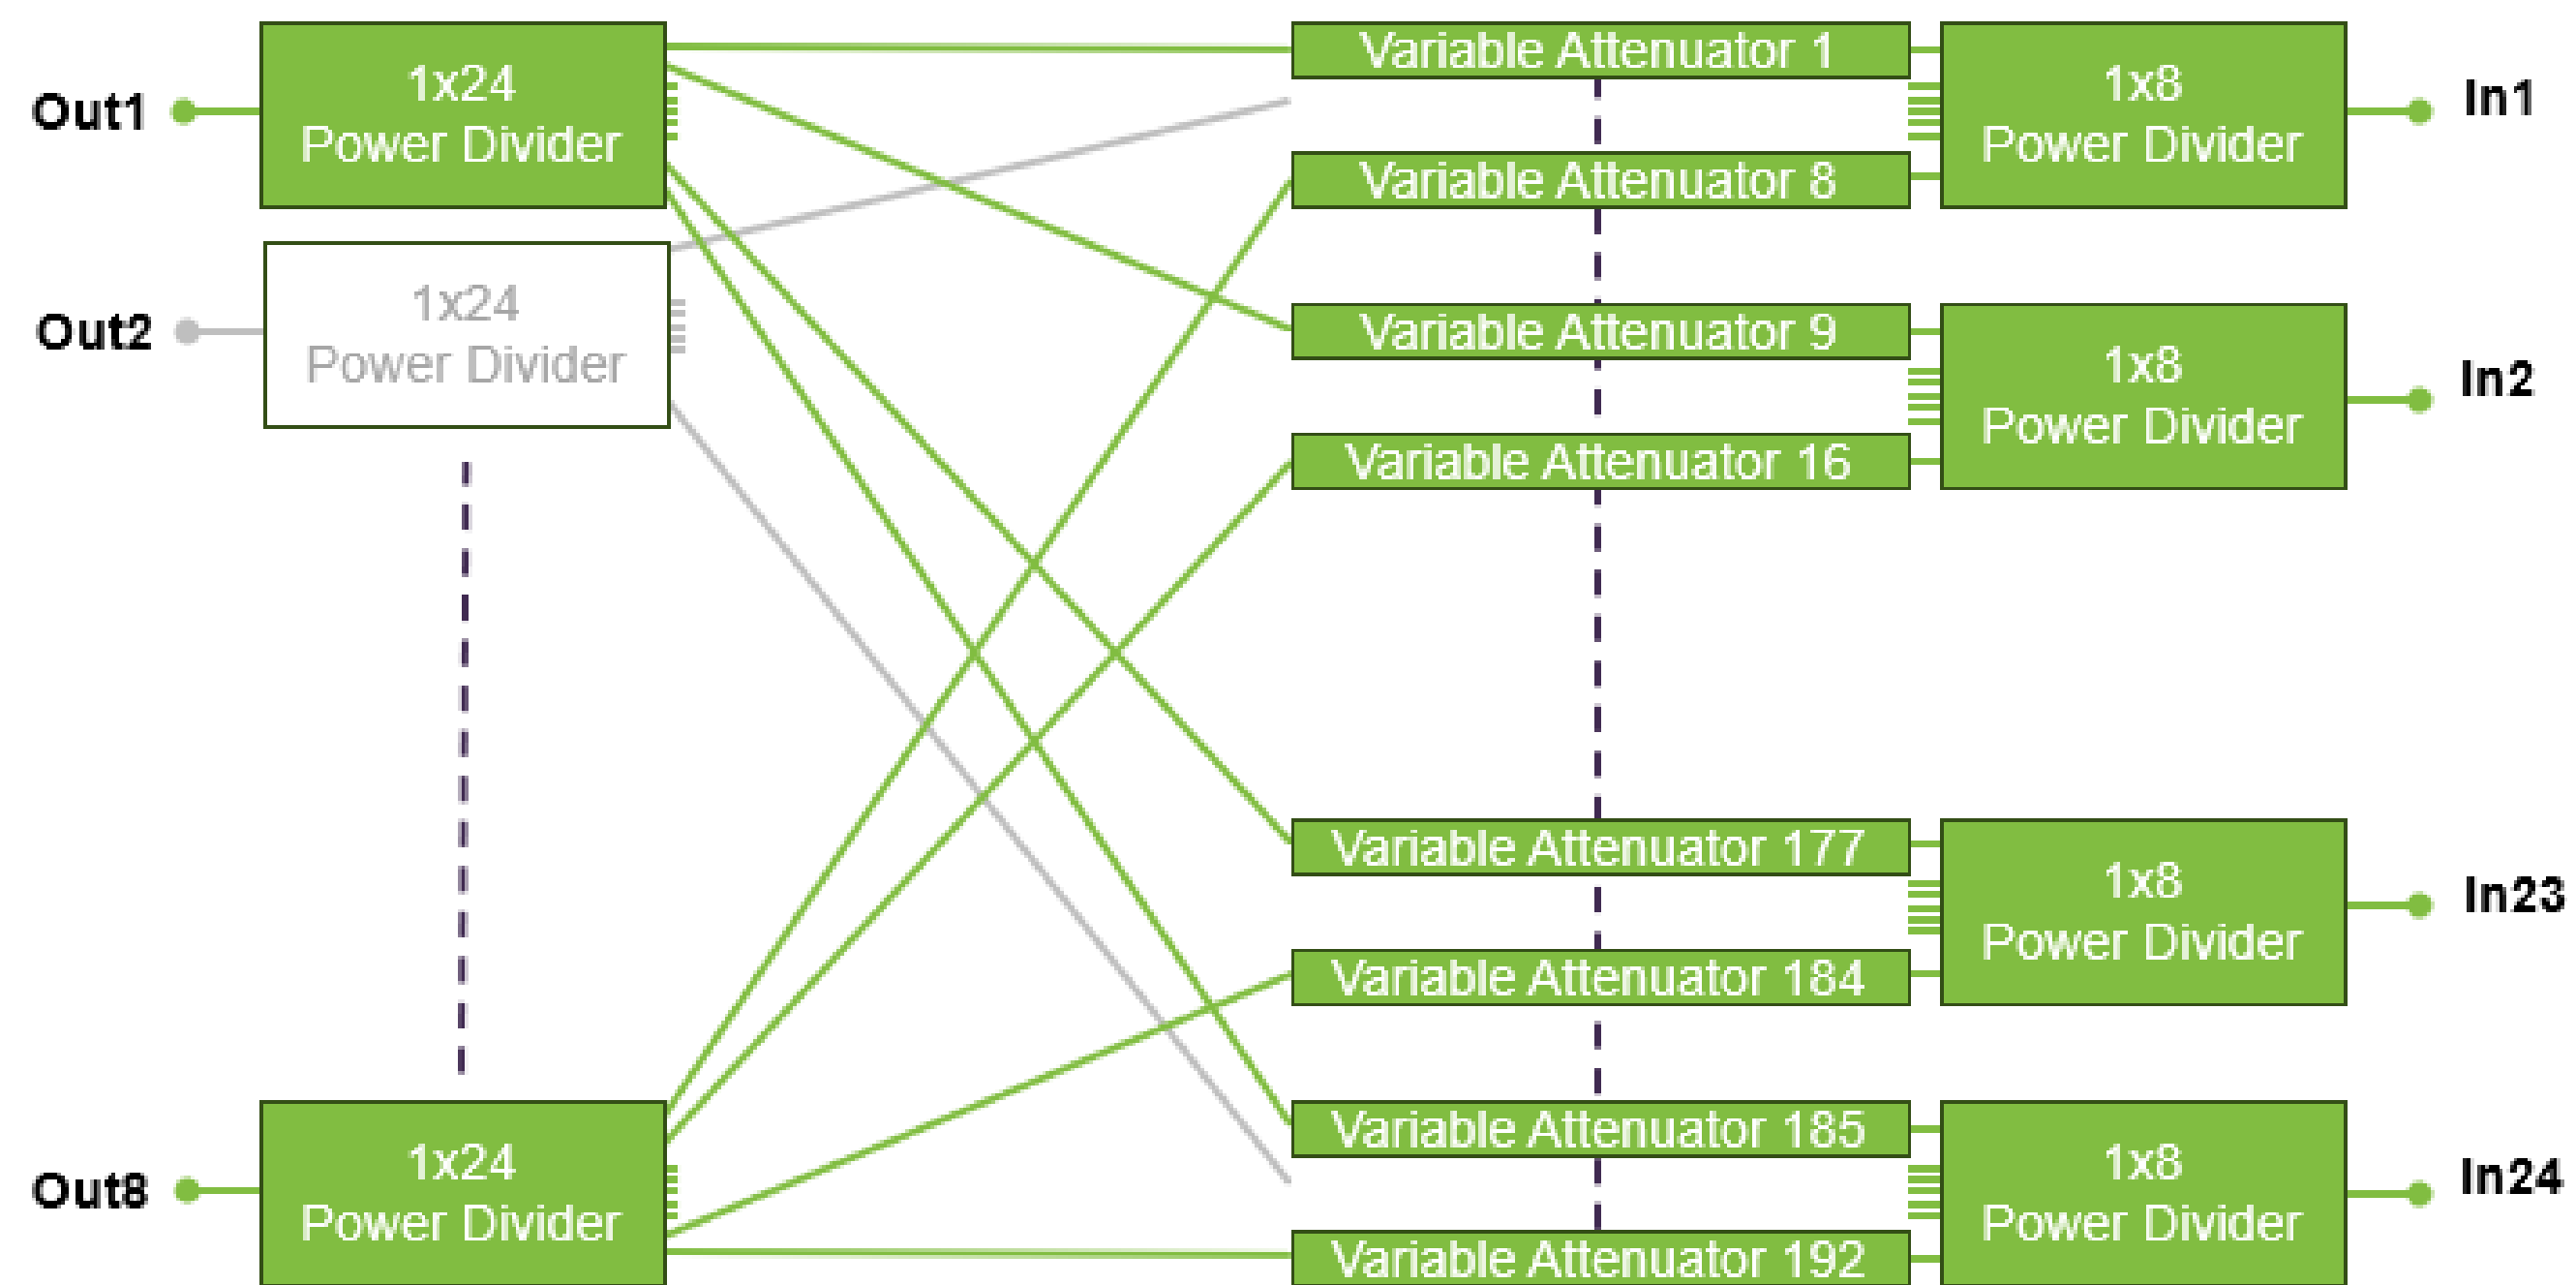 Out1
1x24
Power Divider
Variable Attenuator 1
1x8
Power Divider
In1
Variable Attenuator 8
Out2
1x24
Power Divider
Variable Attenuator 9
1x8
Power Divider
In2
Variable Attenuator 16
Variable Attenuator 177
1x8
Power Divider
In23
Variable Attenuator 184
Out8
1x24
Power Divider
Variable Attenuator 185
1x8
Power Divider
In24
Variable Attenuator 192